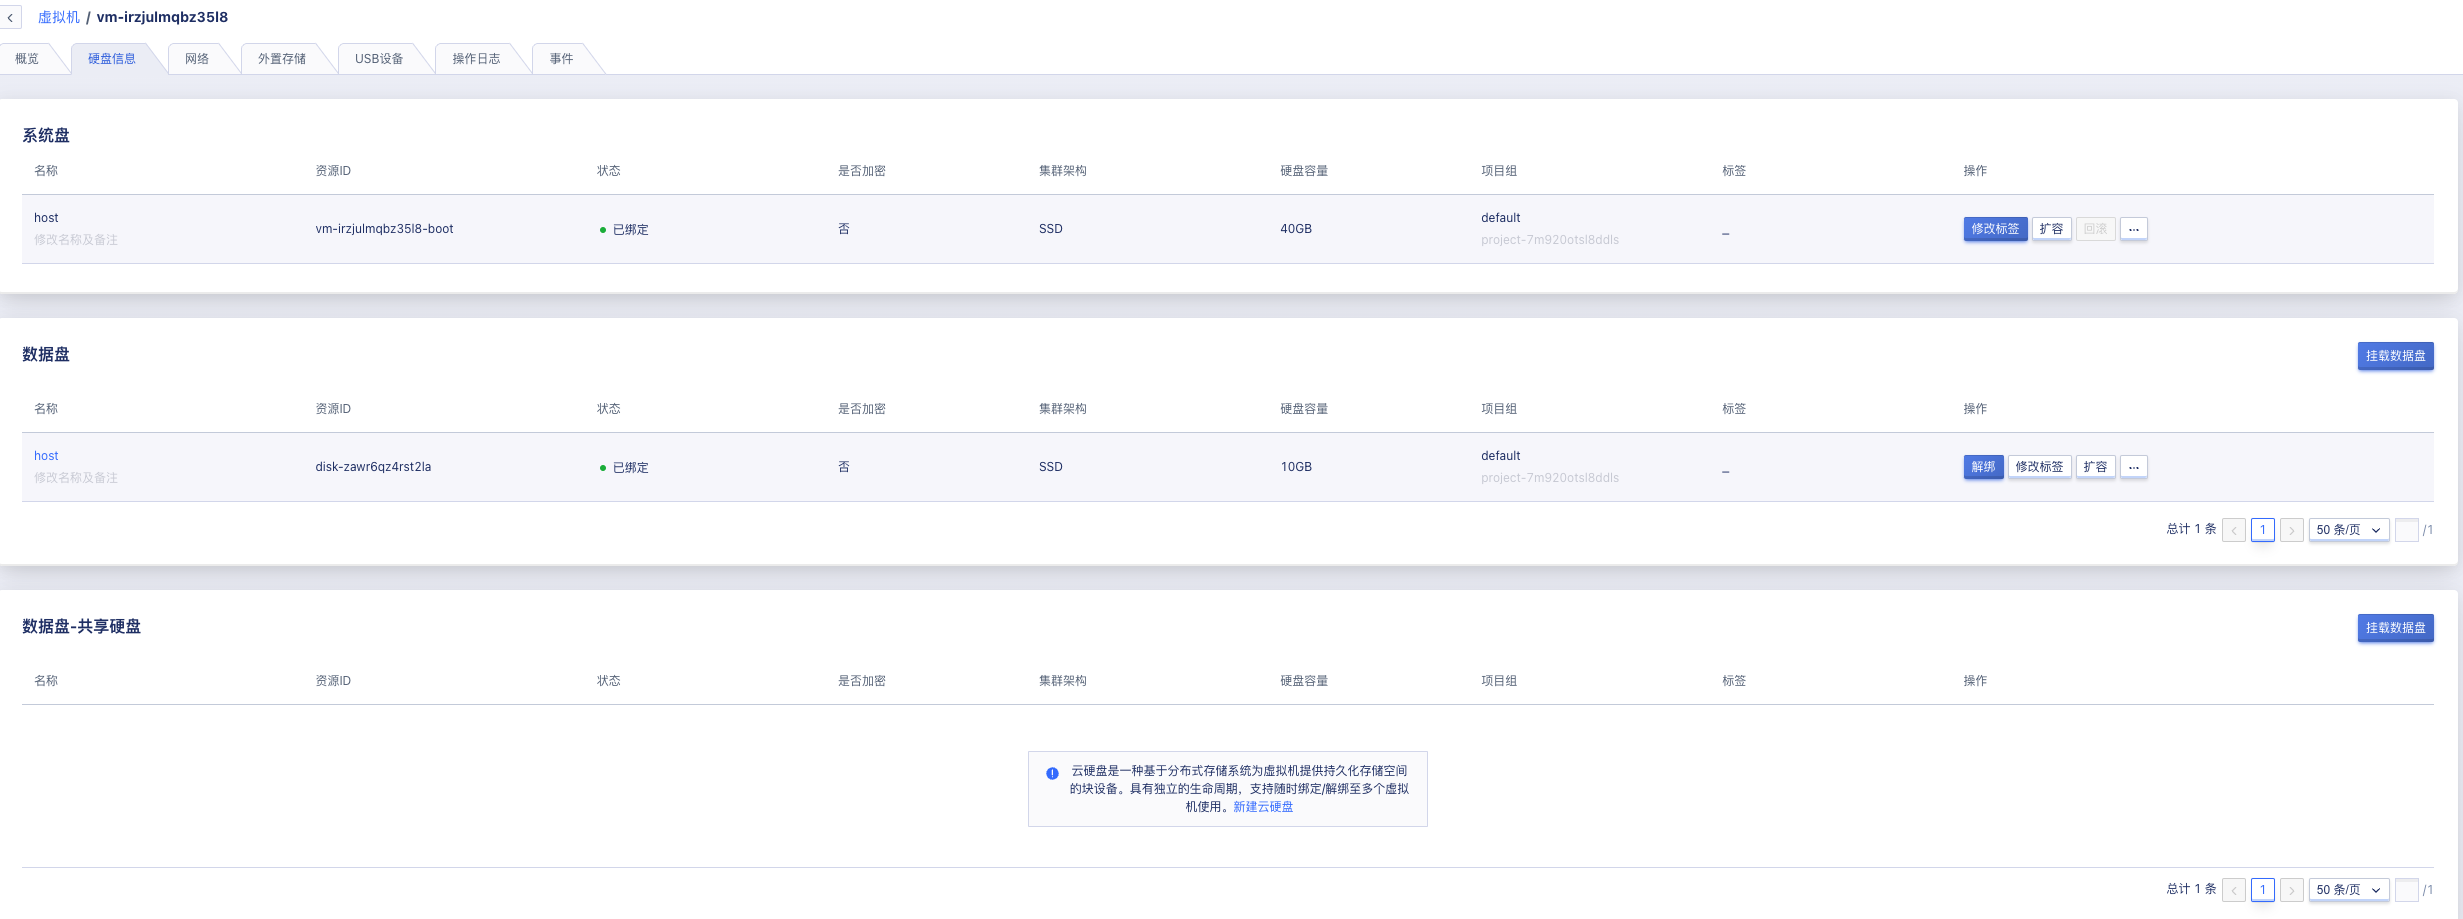 虚拟机 / vm-irzjulmqbz35l8
概览 硬盘信息 网络 外置存储 USB设备 操作日志 事件
系统盘
名称 资源ID 状态 是否加密 集群架构 硬盘容量 项目组 标签 操作
host vm-irzjulmqbz35l8-boot 已绑定 否 SSD 40GB default _ 修改标签 扩容 回滚 ...
修改名称及备注 project-7m920otsl8ddls
数据盘 挂载数据盘
名称 资源ID 状态 是否加密 集群架构 硬盘容量 项目组 标签 操作
host disk-zawr6qz4rst2la 已绑定 否 SSD 10GB default _ 解绑 修改标签 扩容 ...
修改名称及备注 project-7m920otsl8ddls
总计 1 条 < 1 > 50 条/页 /1
数据盘-共享硬盘 挂载数据盘
名称 资源ID 状态 是否加密 集群架构 硬盘容量 项目组 标签 操作
云硬盘是一种基于分布式存储系统为虚拟机提供持久化存储空间
的块设备。具有独立的生命周期，支持随时绑定/解绑至多个虚拟
机使用。新建云硬盘
总计 1 条 < 1 > 50 条/页 /1